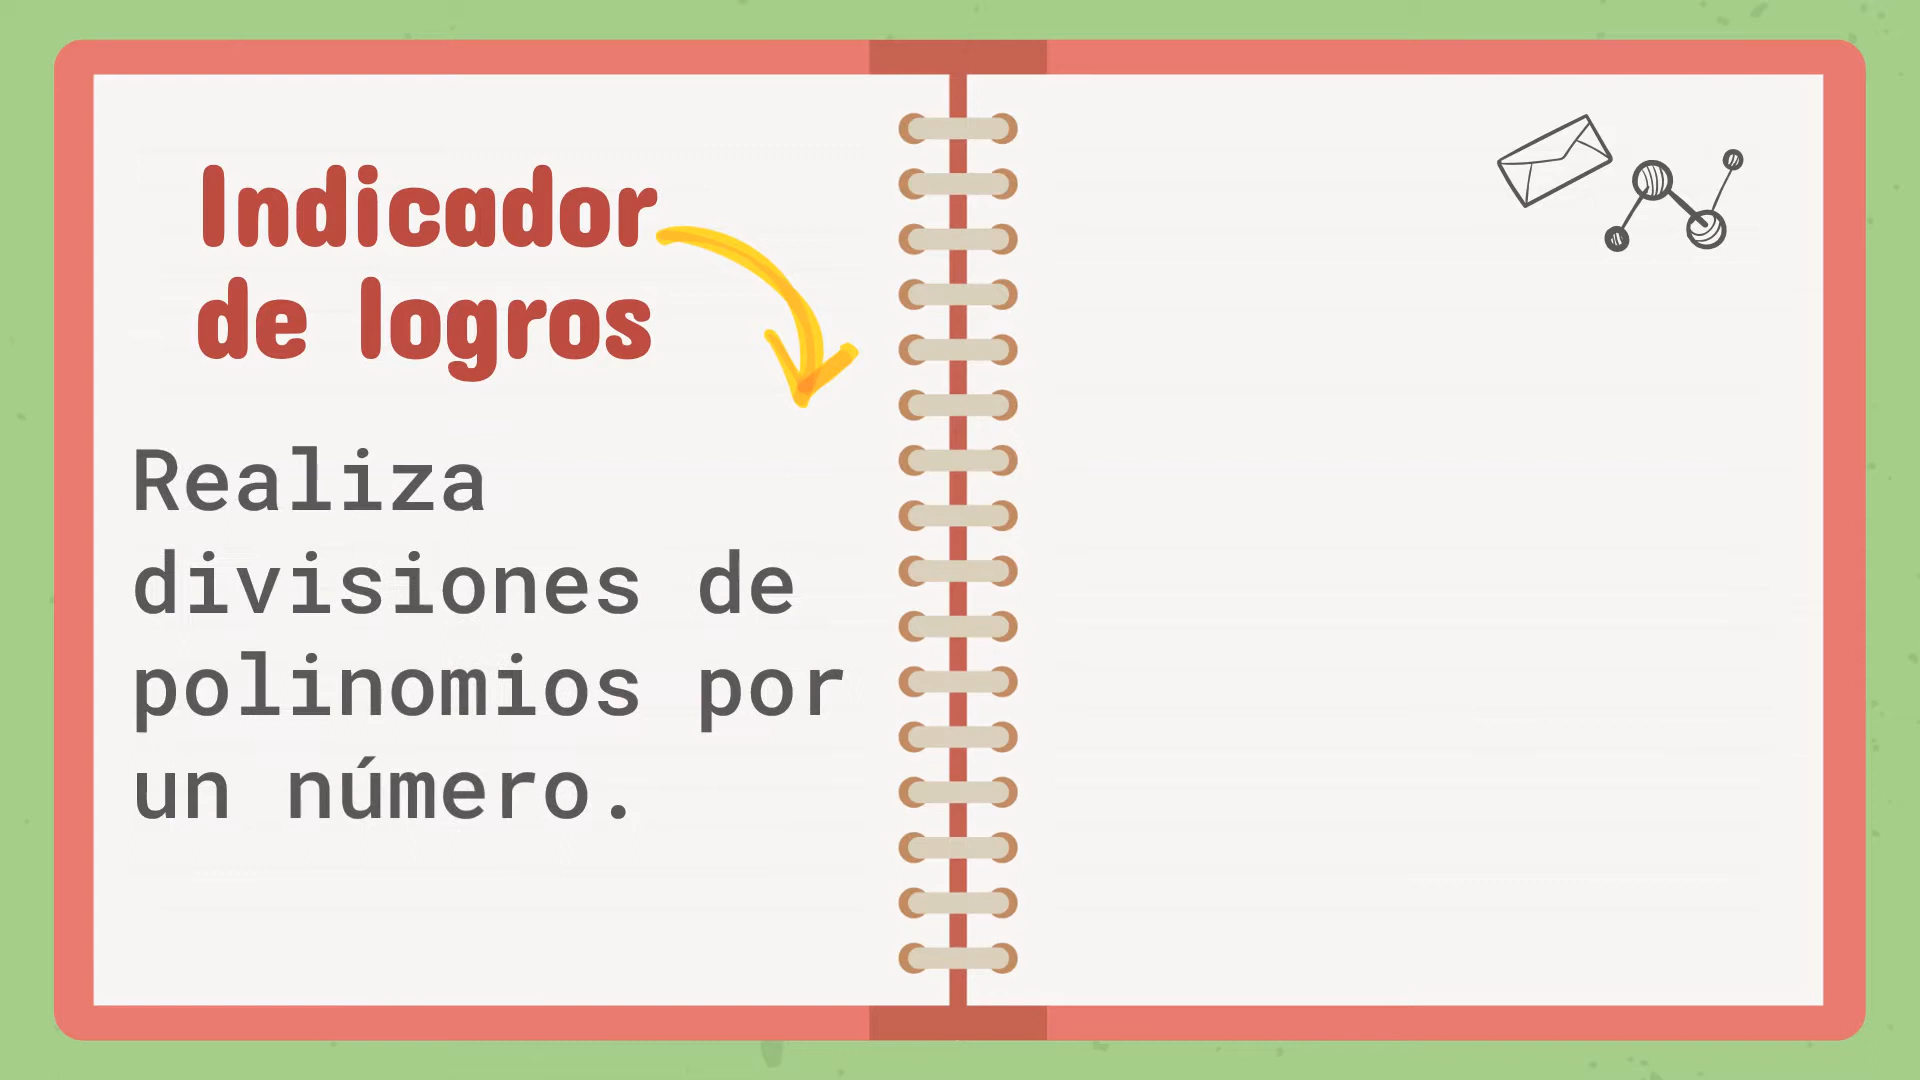 Indicador
de logros
Realiza
divisiones de
polinomios por
un número.